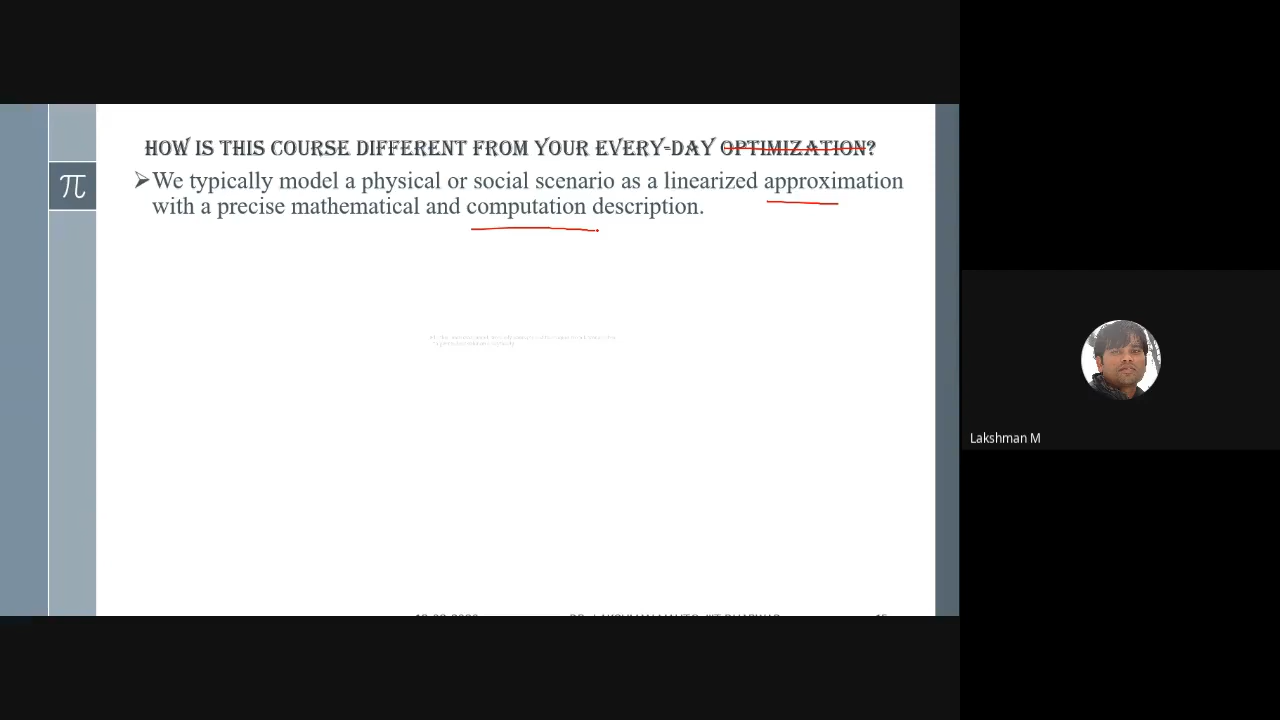 HOW IS THIS COURSE DIFFERENT FROM YOUR EVERY-DAY OPTIMIZATION?
π
➢We typically model a physical or social scenario as a linearized approximation
with a precise mathematical and computation description.
Lakshman M